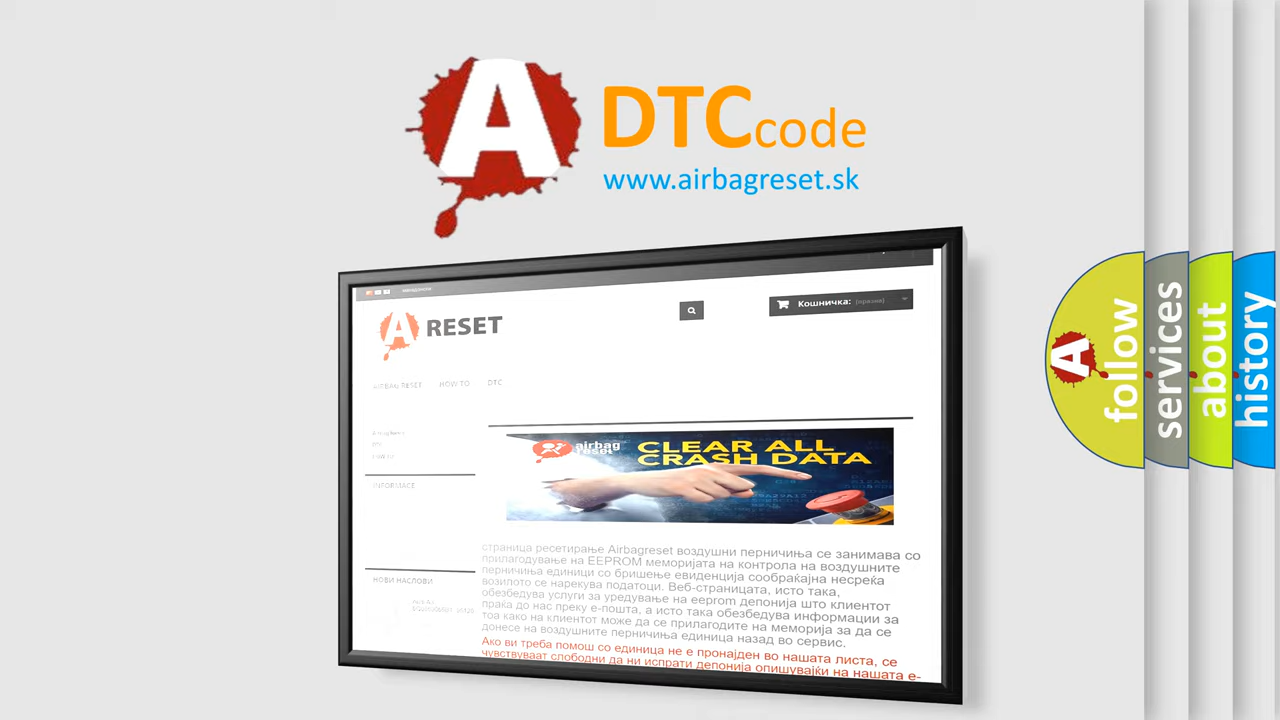 A
DTCcode
www.airbagreset.sk
A RESET
Кошничка: (празни)
AIRBAG RESET HOW TO DTC
airbag
reset
CLEAR ALL
CRASH DATA
INFORMACE
НОВИ НАСЛОВИ
страница ресетирање Airbagreset воздушни перничиња се занимава со
прилагодување на EEPROM меморијата на контрола на воздушните
перничиња единици со бришење евиденција сообраќајна несреќа
возилото се нарекува податоци. Веб-страницата, исто така,
обезбедува услуги за уредување на eeprom депонија што клиентот
праќа до нас преку е-пошта, а исто така обезбедува информации за
тоа како на клиентот може да се прилагодите на меморија за да се
донесе на воздушните перничиња единица назад во сервис.
Ако ви треба помош со единица не е пронајден во нашата листа, се
чувствуваат слободни да ни испрати депонија опишувајќи на нашата е-
A
follow
services
about
history